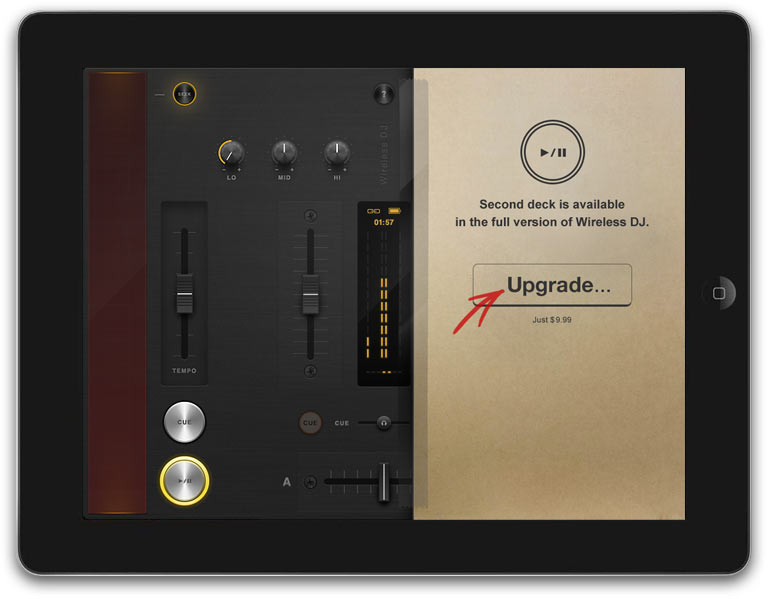 SEEK
?
LO
MID
HI
Wireless DJ
01:57
TEMPO
CUE
CUE
CUE
A
Second deck is available
in the full version of Wireless DJ.
Upgrade...
Just $9.99